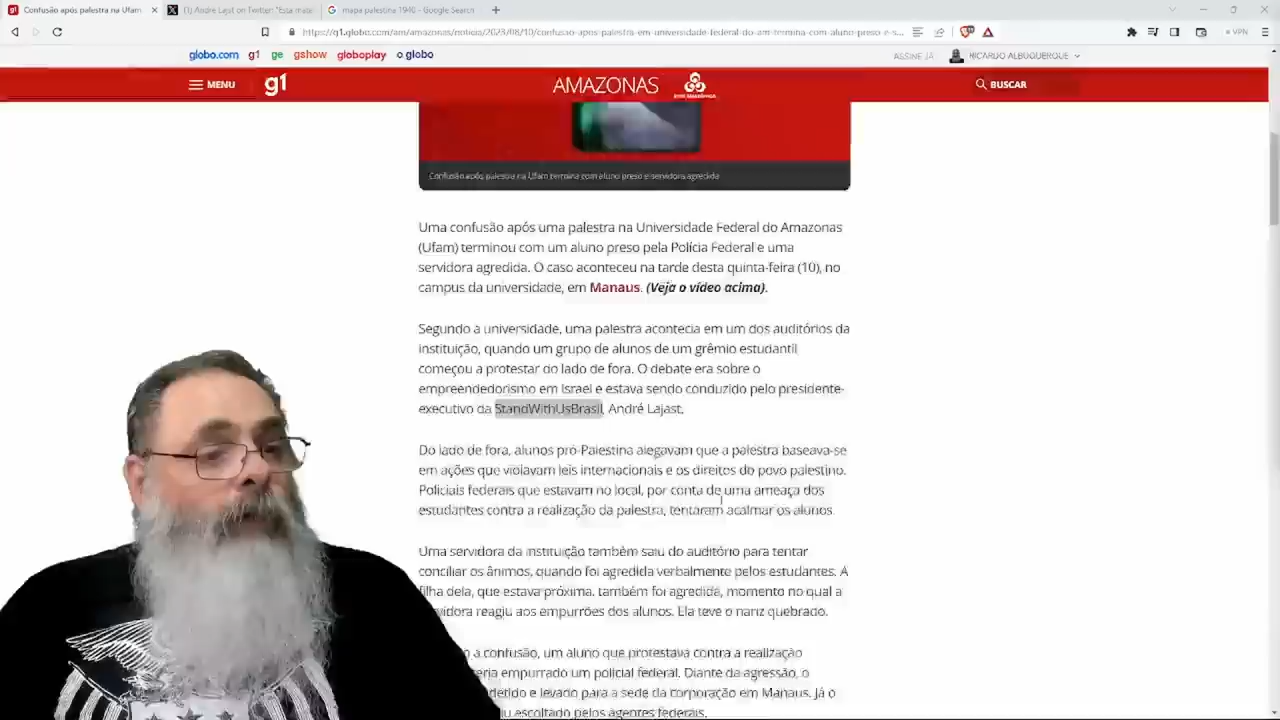 Confusão após palestra na Ufam
(1) André Lajst on Twitter: "Esta mate
mapa palestina 1940 - Google Search
https://g1.globo.com/am/amazonas/noticia/2023/08/10/confusao-apos-palestra-em-universidade-federal-do-am-termina-com-aluno-preso-e-s...
VPN
globo.com g1 ge gshow globoplay o globo
ASSINE JÁ RICARDO ALBUQUERQUE
MENU g1 AMAZONAS BUSCAR
REDE AMAZÔNICA
Confusão após palestra na Ufam termina com aluno preso e servidora agredida
Uma confusão após uma palestra na Universidade Federal do Amazonas
(Ufam) terminou com um aluno preso pela Polícia Federal e uma
servidora agredida. O caso aconteceu na tarde desta quinta-feira (10), no
campus da universidade, em Manaus. (Veja o vídeo acima).
Segundo a universidade, uma palestra acontecia em um dos auditórios da
instituição, quando um grupo de alunos de um grêmio estudantil
começou a protestar do lado de fora. O debate era sobre o
empreendedorismo em Israel e estava sendo conduzido pelo presidente-
executivo da StandWithUsBrasil, André Lajast.
Do lado de fora, alunos pró-Palestina alegavam que a palestra baseava-se
em ações que violavam leis internacionais e os direitos do povo palestino.
Policiais federais que estavam no local, por conta de uma ameaça dos
estudantes contra a realização da palestra, tentaram acalmar os alunos.
Uma servidora da instituição também saiu do auditório para tentar
conciliar os ânimos, quando foi agredida verbalmente pelos estudantes. A
filha dela, que estava próxima, também foi agredida, momento no qual a
vidora reagiu aos empurrões dos alunos. Ela teve o nariz quebrado.
a confusão, um aluno que protestava contra a realização
eria empurrado um policial federal. Diante da agressão, o
detido e levado para a sede da corporação em Manaus. Já o
u escoltado pelos agentes federais.